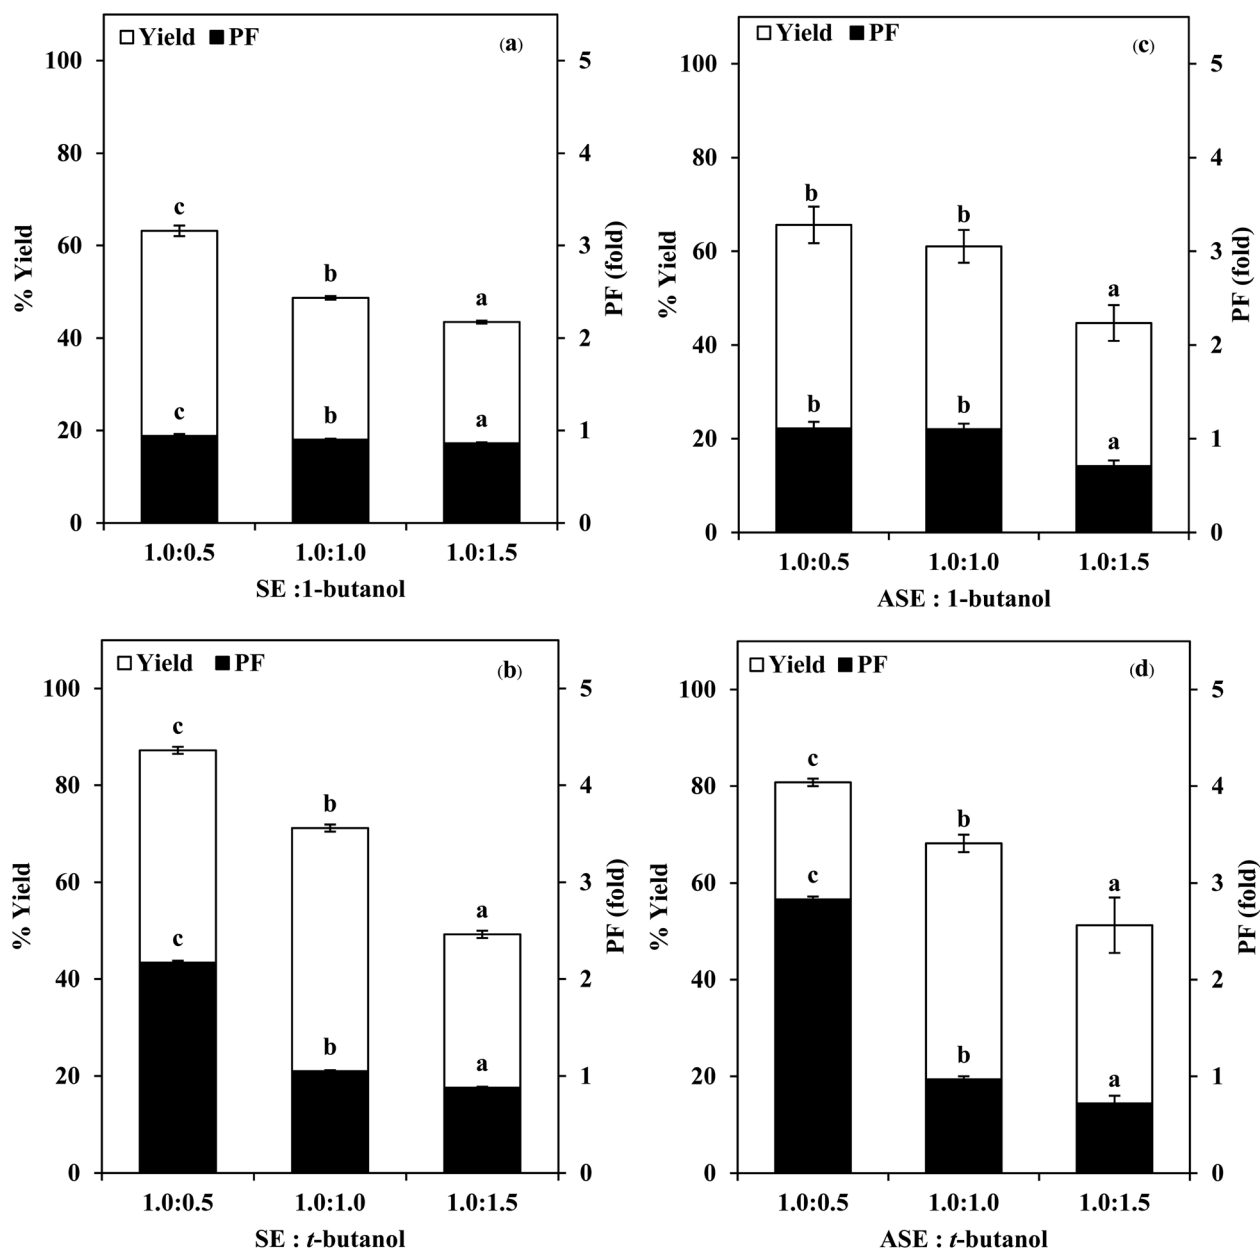 Yield PF (a)
100
80
60
40
20
0
% Yield
5
4
3
2
1
0
PF (fold)
c
b
a
c
b
a
1.0:0.5 1.0:1.0 1.0:1.5
SE :1-butanol
Yield PF (c)
100
80
60
40
20
0
% Yield
5
4
3
2
1
0
PF (fold)
b
b
a
b
b
a
1.0:0.5 1.0:1.0 1.0:1.5
ASE : 1-butanol
Yield PF (b)
100
80
60
40
20
0
% Yield
5
4
3
2
1
0
PF (fold)
c
b
a
c
b
a
1.0:0.5 1.0:1.0 1.0:1.5
SE : t-butanol
Yield PF (d)
100
80
60
40
20
0
% Yield
5
4
3
2
1
0
PF (fold)
c
b
a
c
b
a
1.0:0.5 1.0:1.0 1.0:1.5
ASE : t-butanol